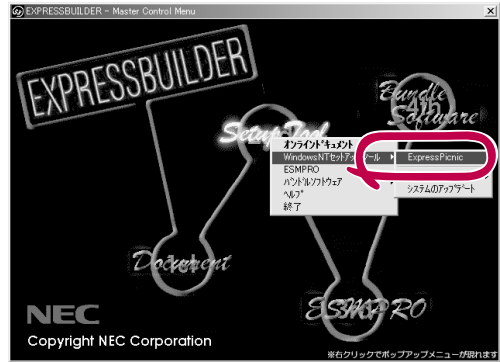 EXPRESSBUILDER - Master Control Menu
EXPRESSBUILDER
4th
Bundle
Software
Setup Tool
オンラインドキュメント
WindowsNTセットアップツール
ExpressPicnic
ESMPRO
システムのアップデート
バンドルソフトウェア
ヘルプ
終了
1st
Document
3rd
ESMPRO
NEC
Copyright NEC Corporation
※右クリックでポップアップメニューが現れます